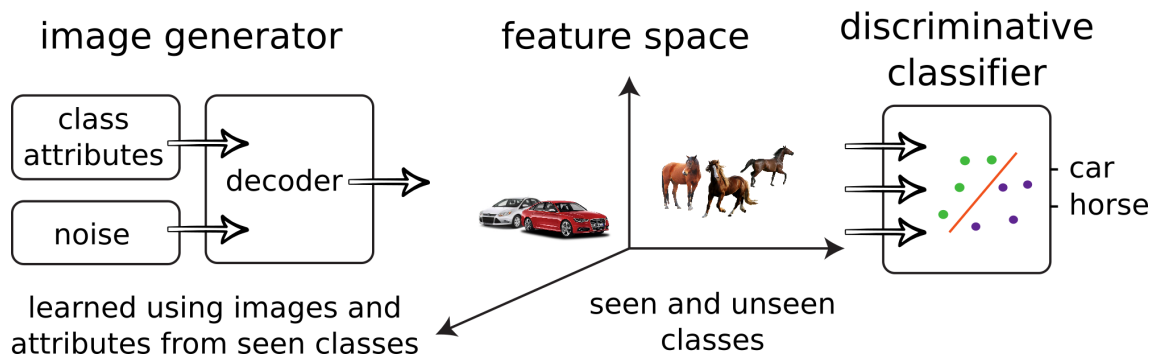 image generator
class
attributes
noise
decoder
learned using images and
attributes from seen classes
feature space
seen and unseen
classes
discriminative
classifier
car
horse